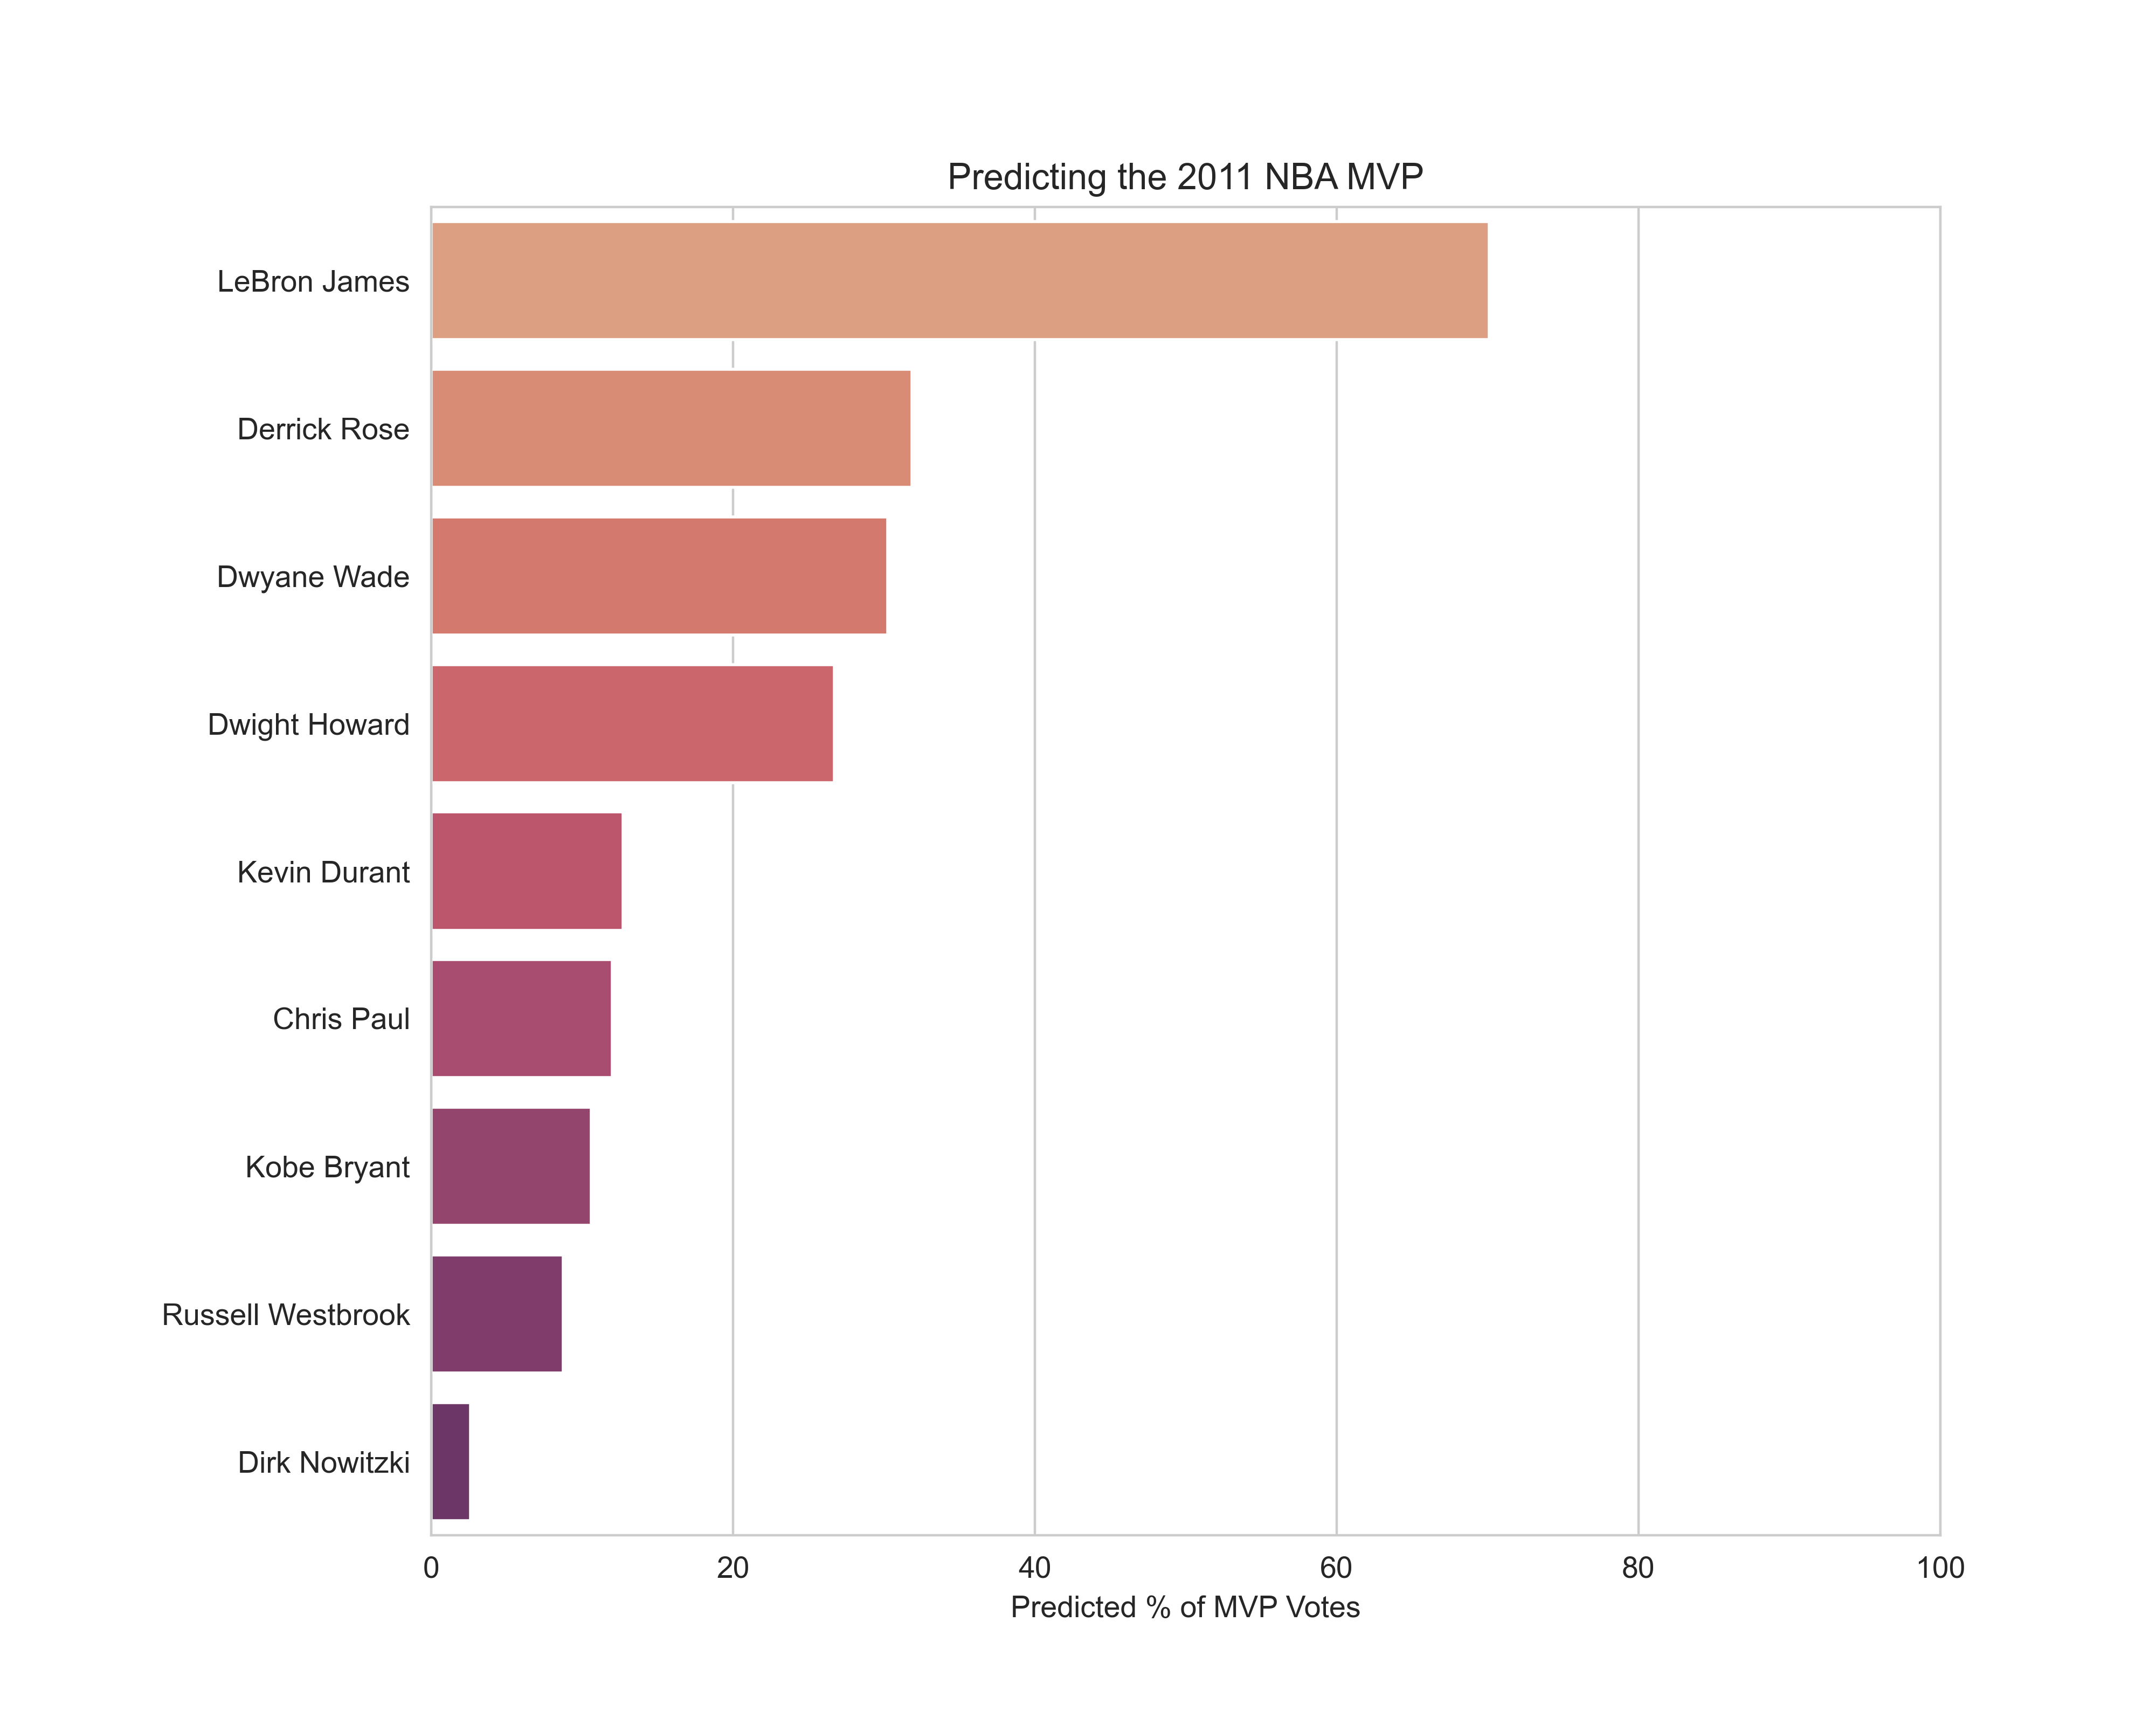 Predicting the 2011 NBA MVP
LeBron James
Derrick Rose
Dwyane Wade
Dwight Howard
Kevin Durant
Chris Paul
Kobe Bryant
Russell Westbrook
Dirk Nowitzki
0 20 40 60 80 100
Predicted % of MVP Votes